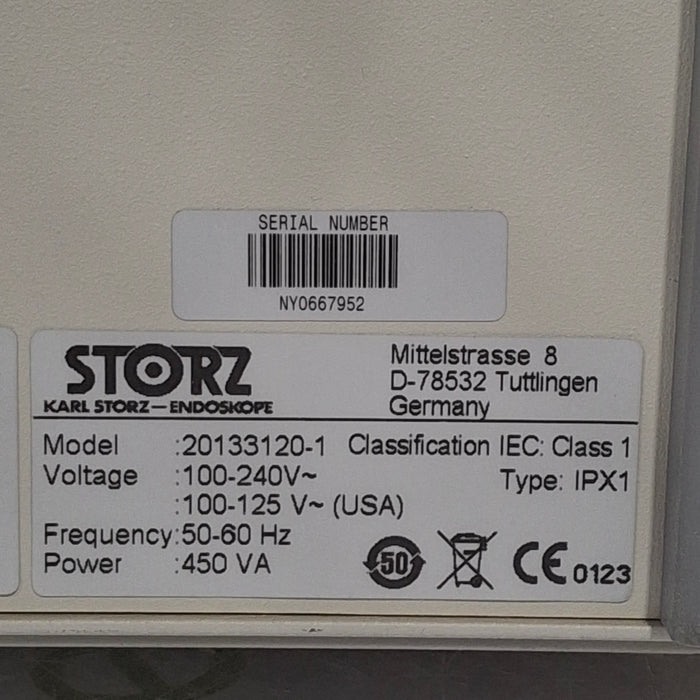 SERIAL NUMBER
NY0667952
STORZ
KARL STORZ—ENDOSKOPE
Mittelstrasse 8
D-78532 Tuttlingen
Germany
Model :20133120-1 Classification IEC: Class 1
Voltage :100-240V~ Type: IPX1
:100-125 V~ (USA)
Frequency:50-60 Hz
Power :450 VA
50 CE 0123